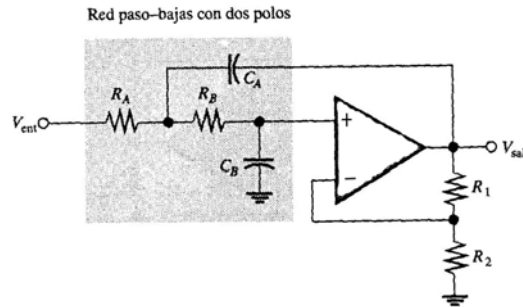 Red paso–bajas con dos polos
C_A
R_A
R_B
V_ent
+
V_sal
C_B
–
R_1
R_2